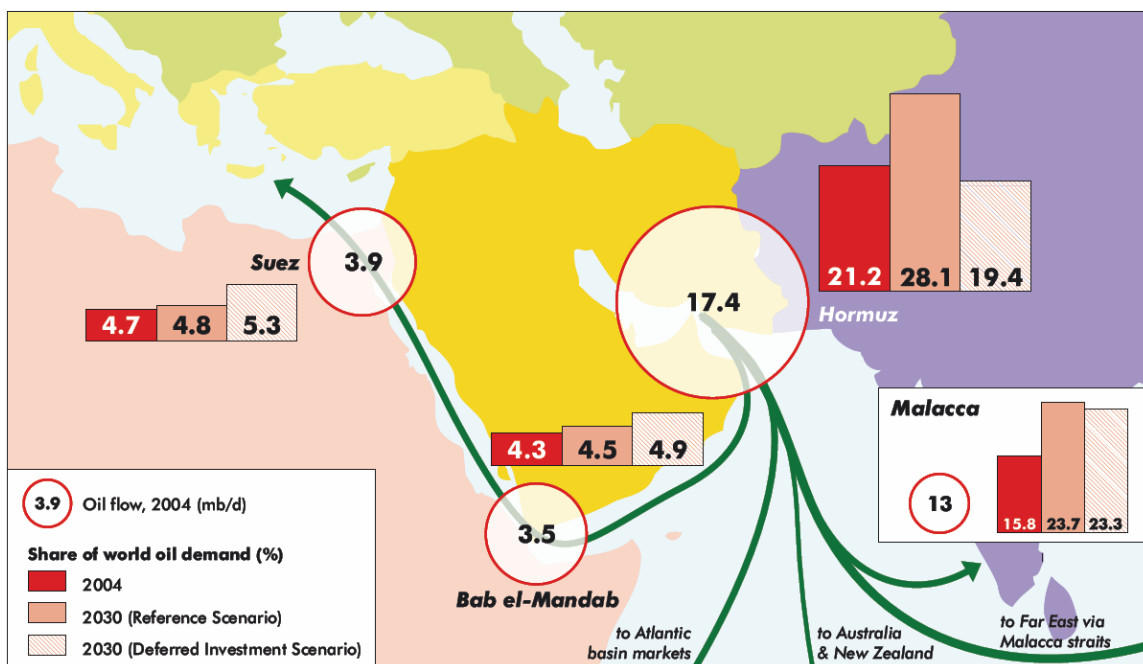 Suez
3.9
4.7 4.8 5.3
17.4
21.2 28.1 19.4
Hormuz
4.3 4.5 4.9
3.5
Bab el-Mandab
Malacca
13
15.8 23.7 23.3
3.9 Oil flow, 2004 (mb/d)
Share of world oil demand (%)
2004
2030 (Reference Scenario)
2030 (Deferred Investment Scenario)
to Atlantic
basin markets
to Australia
& New Zealand
to Far East via
Malacca straits